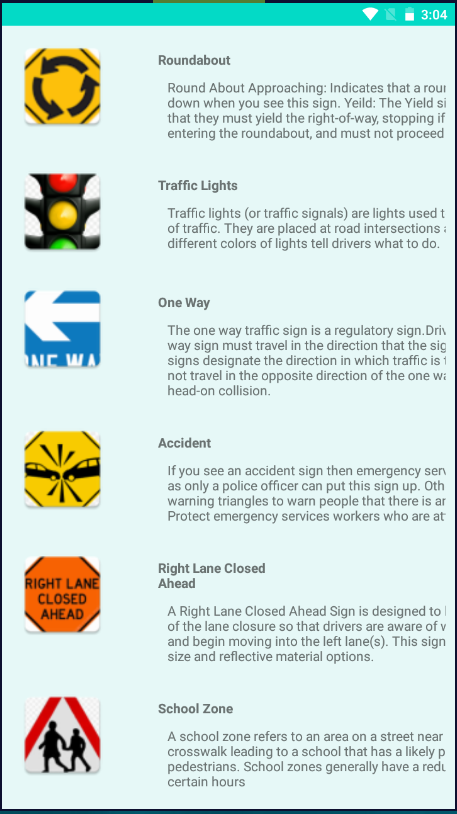 3:04
Roundabout
Round About Approaching: Indicates that a
down when you see this sign. Yeild: The Yield
that they must yield the right-of-way, stopping if
entering the roundabout, and must not proceed
Traffic Lights
Traffic lights (or traffic signals) are lights used
of traffic. They are placed at road intersections
different colors of lights tell drivers what to do.
ONE WA
One Way
The one way traffic sign is a regulatory sign.Driv
way sign must travel in the direction that the
signs designate the direction in which traffic is
not travel in the opposite direction of the one
head-on collision.
Accident
If you see an accident sign then emergency
as only a police officer can put this sign up.
warning triangles to warn people that there is
Protect emergency services workers who are
RIGHT LANE
CLOSED
AHEAD
Right Lane Closed
Ahead
A Right Lane Closed Ahead Sign is designed to
of the lane closure so that drivers are aware of
and begin moving into the left lane(s). This sign
size and reflective material options.
School Zone
A school zone refers to an area on a street near
crosswalk leading to a school that has a likely
pedestrians. School zones generally have a
certain hours